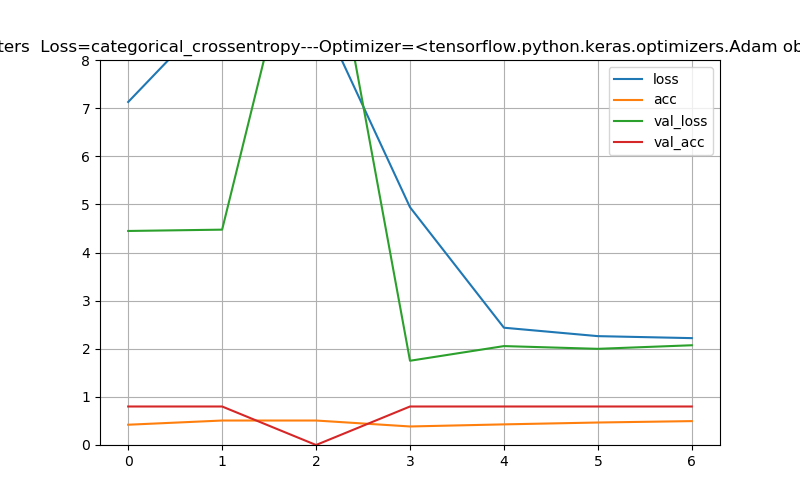 ters  Loss=categorical_crossentropy---Optimizer=<tensorflow.python.keras.optimizers.Adam ob
8
7
6
5
4
3
2
1
0
loss
acc
val_loss
val_acc
0 1 2 3 4 5 6